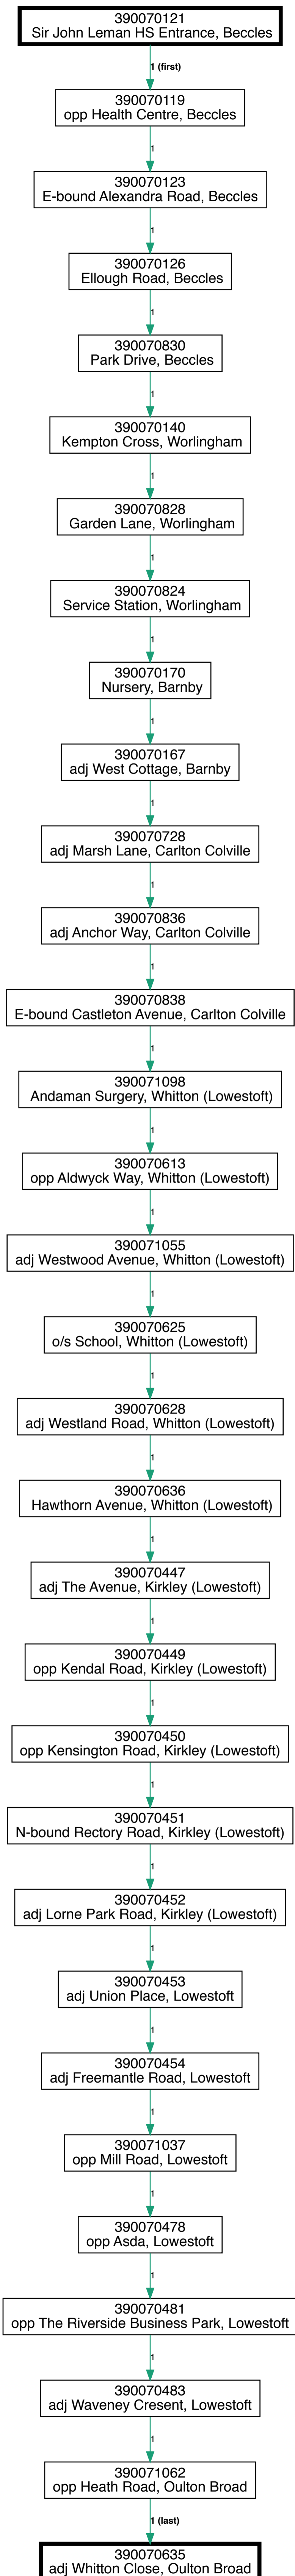 390070121
Sir John Leman HS Entrance, Beccles
1 (first)
390070119
opp Health Centre, Beccles
1
390070123
E-bound Alexandra Road, Beccles
1
390070126
Ellough Road, Beccles
1
390070830
Park Drive, Beccles
1
390070140
Kempton Cross, Worlingham
1
390070828
Garden Lane, Worlingham
1
390070824
Service Station, Worlingham
1
390070170
Nursery, Barnby
1
390070167
adj West Cottage, Barnby
1
390070728
adj Marsh Lane, Carlton Colville
1
390070836
adj Anchor Way, Carlton Colville
1
390070838
E-bound Castleton Avenue, Carlton Colville
1
390071098
Andaman Surgery, Whitton (Lowestoft)
1
390070613
opp Aldwyck Way, Whitton (Lowestoft)
1
390071055
adj Westwood Avenue, Whitton (Lowestoft)
1
390070625
o/s School, Whitton (Lowestoft)
1
390070628
adj Westland Road, Whitton (Lowestoft)
1
390070636
Hawthorn Avenue, Whitton (Lowestoft)
1
390070447
adj The Avenue, Kirkley (Lowestoft)
1
390070449
opp Kendal Road, Kirkley (Lowestoft)
1
390070450
opp Kensington Road, Kirkley (Lowestoft)
1
390070451
N-bound Rectory Road, Kirkley (Lowestoft)
1
390070452
adj Lorne Park Road, Kirkley (Lowestoft)
1
390070453
adj Union Place, Lowestoft
1
390070454
adj Freemantle Road, Lowestoft
1
390071037
opp Mill Road, Lowestoft
1
390070478
opp Asda, Lowestoft
1
390070481
opp The Riverside Business Park, Lowestoft
1
390070483
adj Waveney Cresent, Lowestoft
1
390071062
opp Heath Road, Oulton Broad
1 (last)
390070635
adj Whitton Close, Oulton Broad